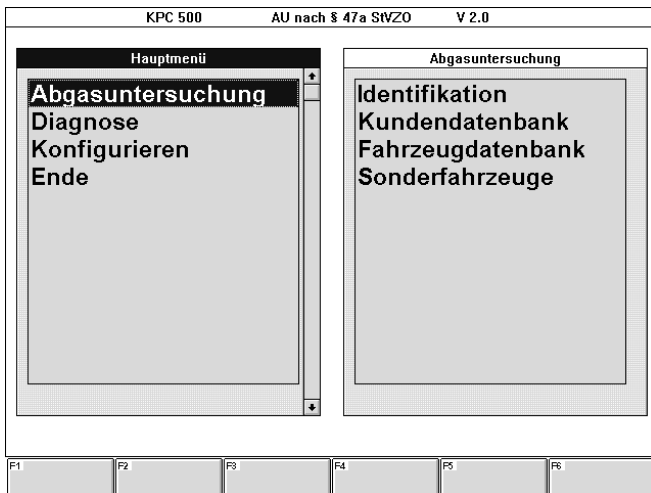 KPC 500 AU nach § 47a StVZO V 2.0
Hauptmenü
Abgasuntersuchung
Diagnose
Konfigurieren
Ende
Abgasuntersuchung
Identifikation
Kundendatenbank
Fahrzeugdatenbank
Sonderfahrzeuge
F1 F2 F3 F4 F5 F6